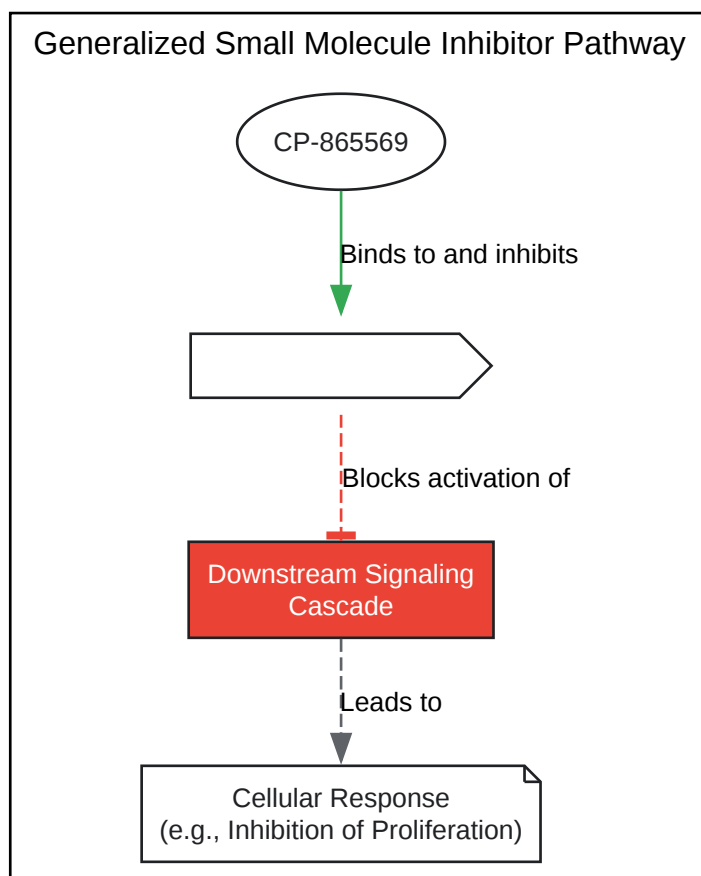 Generalized Small Molecule Inhibitor Pathway
CP-865569
Binds to and inhibits
Blocks activation of
Downstream Signaling
Cascade
Leads to
Cellular Response
(e.g., Inhibition of Proliferation)